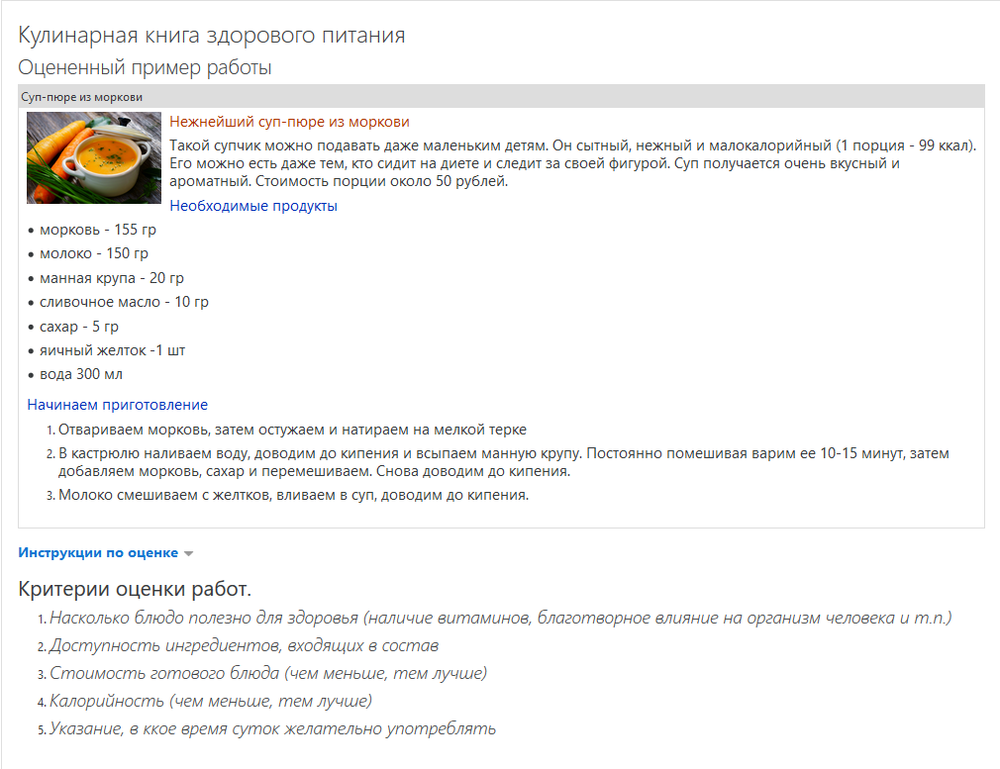 Кулинарная книга здорового питания
Оцененный пример работы
Суп-пюре из моркови
Нежнейший суп-пюре из моркови
Такой супчик можно подавать даже маленьким детям. Он сытный, нежный и малокалорийный (1 порция - 99 ккал).
Его можно есть даже тем, кто сидит на диете и следит за своей фигурой. Суп получается очень вкусный и
ароматный. Стоимость порции около 50 рублей.
Необходимые продукты
• морковь - 155 гр
• молоко - 150 гр
• манная крупа - 20 гр
• сливочное масло - 10 гр
• сахар - 5 гр
• яичный желток -1 шт
• вода 300 мл
Начинаем приготовление
1. Отвариваем морковь, затем остужаем и натираем на мелкой терке
2. В кастрюлю наливаем воду, доводим до кипения и всыпаем манную крупу. Постоянно помешивая варим ее 10-15 минут, затем
добавляем морковь, сахар и перемешиваем. Снова доводим до кипения.
3. Молоко смешиваем с желтков, вливаем в суп, доводим до кипения.
Инструкции по оценке
Критерии оценки работ.
1. Насколько блюдо полезно для здоровья (наличие витаминов, благотворное влияние на организм человека и т.п.)
2. Доступность ингредиентов, входящих в состав
3. Стоимость готового блюда (чем меньше, тем лучше)
4. Калорийность (чем меньше, тем лучше)
5. Указание, в ккое время суток желательно употреблять